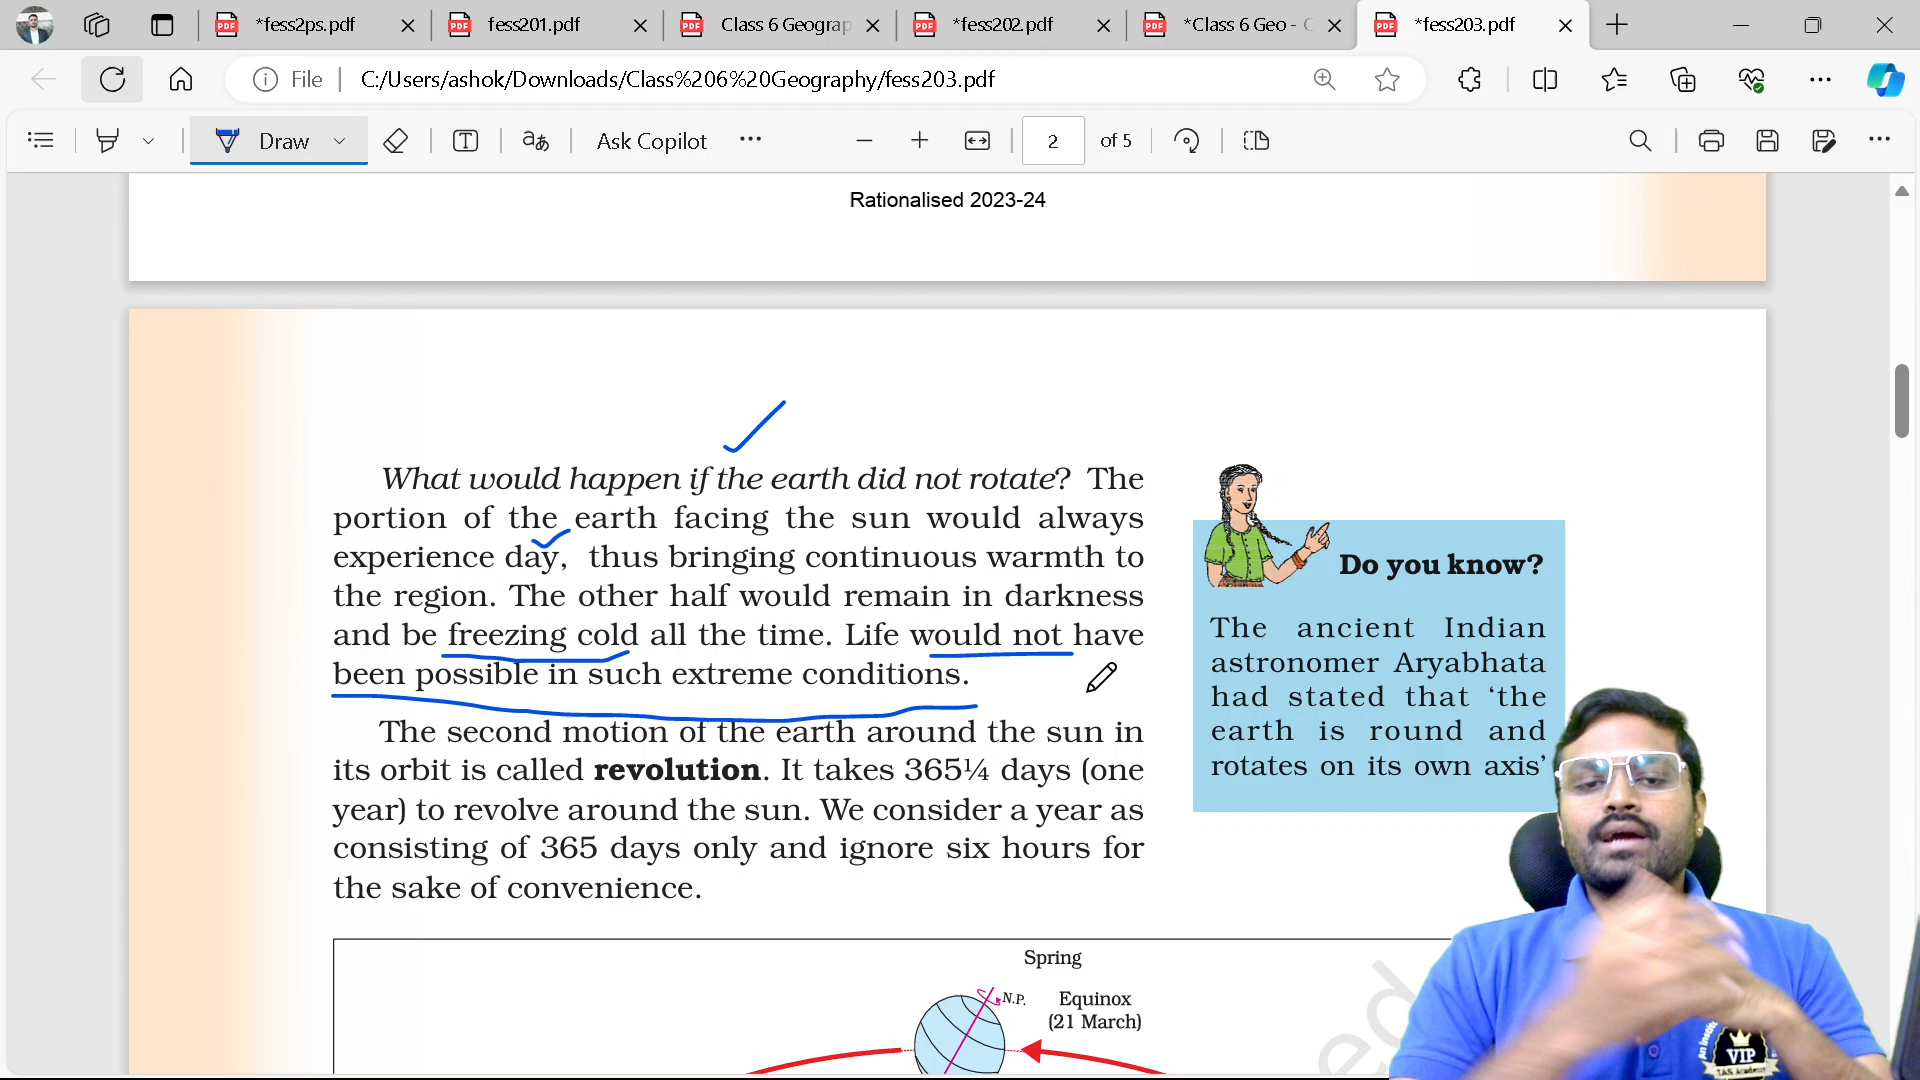 *fess2ps.pdf
fess201.pdf
Class 6 Geograp
*fess202.pdf
*Class 6 Geo - C
*fess203.pdf
File
C:/Users/ashok/Downloads/Class%206%20Geography/fess203.pdf
Draw
aあ
Ask Copilot
2
of 5
Rationalised 2023-24
What would happen if the earth did not rotate? The
portion of the earth facing the sun would always
experience day, thus bringing continuous warmth to
the region. The other half would remain in darkness
and be freezing cold all the time. Life would not have
been possible in such extreme conditions.
The second motion of the earth around the sun in
its orbit is called revolution. It takes 365¼ days (one
year) to revolve around the sun. We consider a year as
consisting of 365 days only and ignore six hours for
the sake of convenience.
Do you know?
The ancient Indian
astronomer Aryabhata
had stated that ‘the
earth is round and
rotates on its own axis’
Spring
N.P.
Equinox
(21 March)
ed
VIP